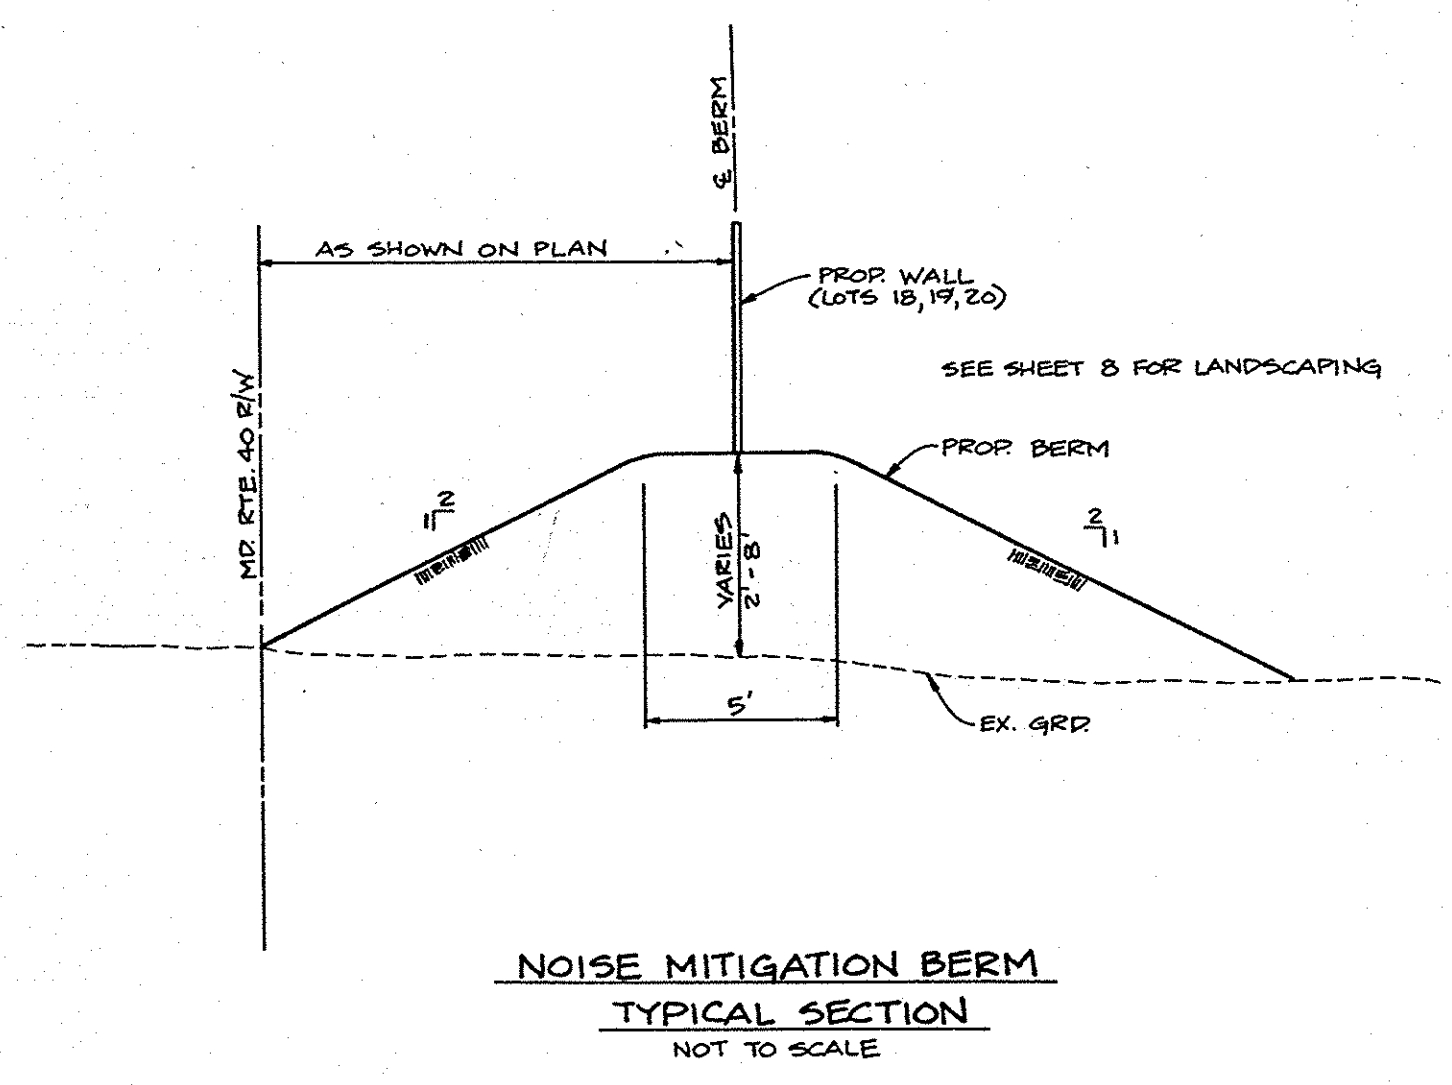 ℄ BERM
AS SHOWN ON PLAN
PROP. WALL
(LOTS 18, 19, 20)
SEE SHEET 8 FOR LANDSCAPING
MD. RTE. 40 R/W
PROP. BERM
2
1
VARIES
2'-8'
2
1
5'
EX. GRD.
NOISE MITIGATION BERM
TYPICAL SECTION
NOT TO SCALE